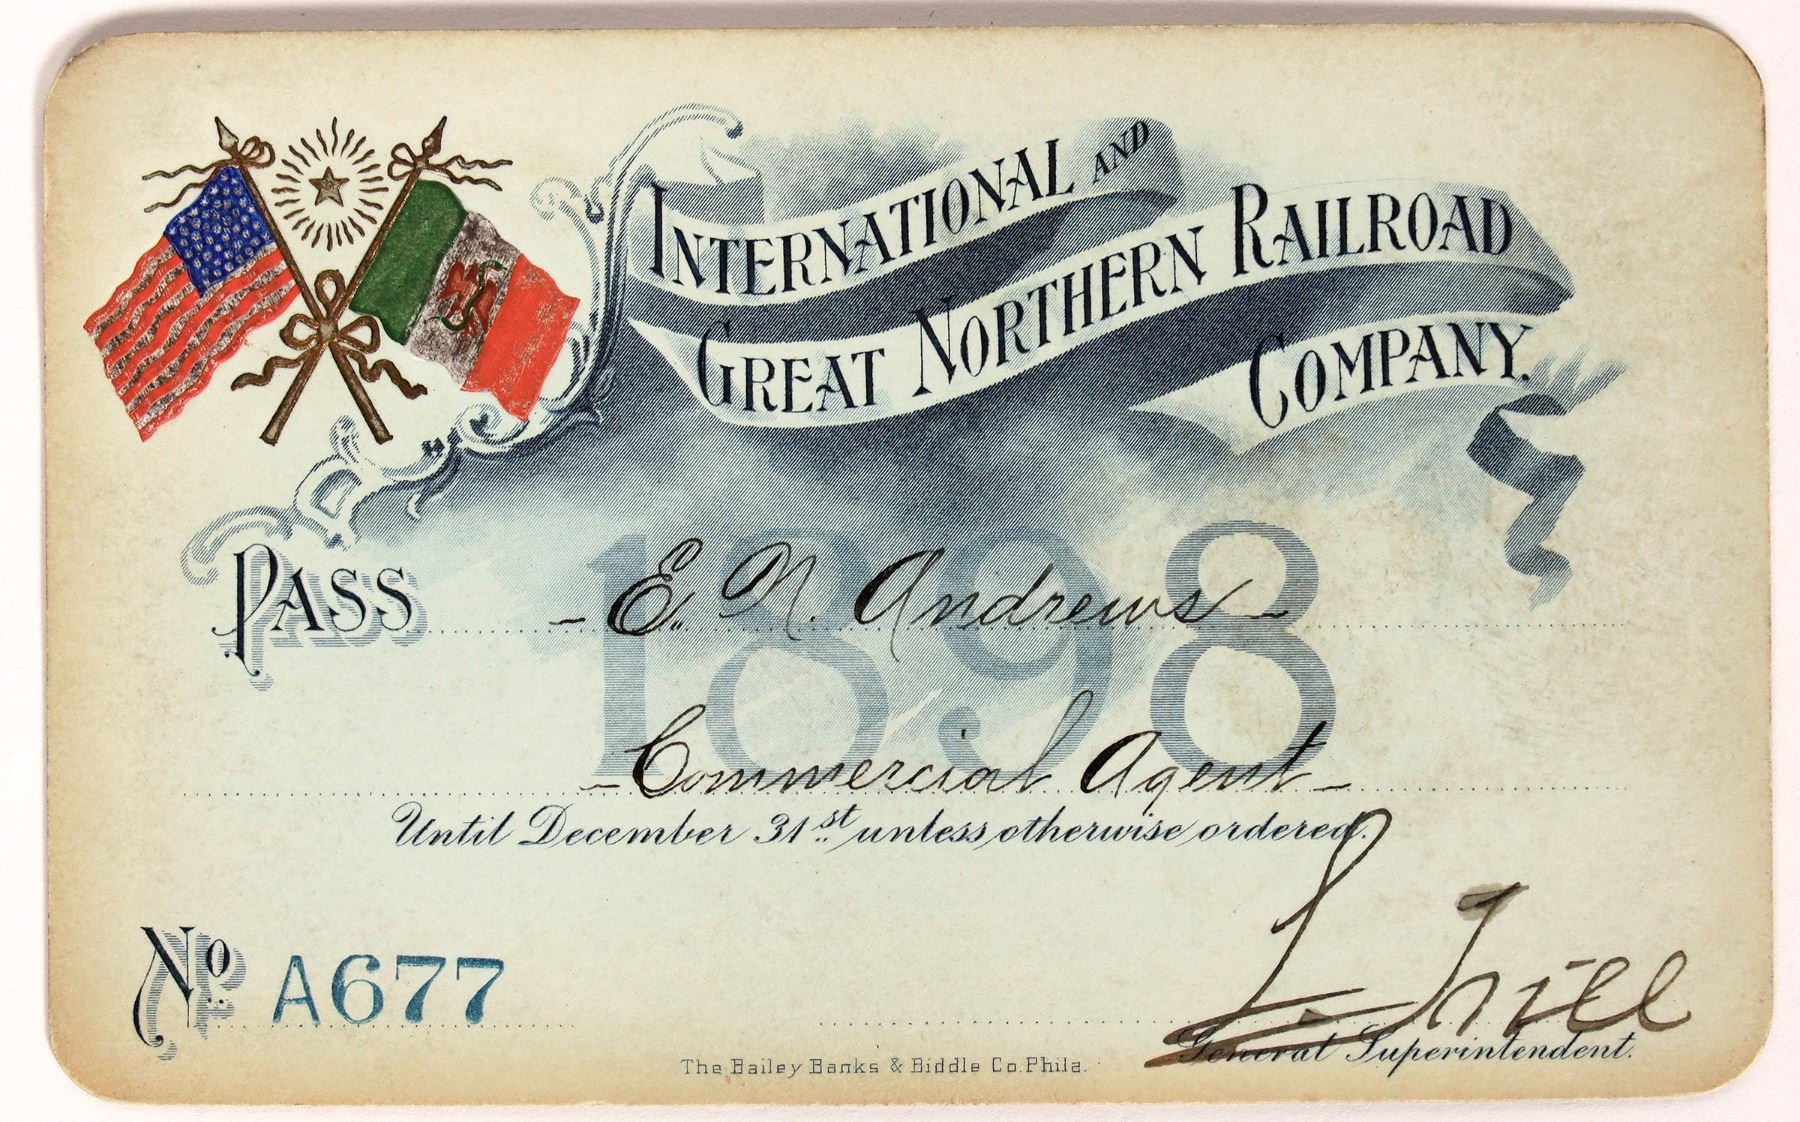 INTERNATIONAL AND
GREAT NORTHERN RAILROAD
COMPANY.
1898
PASS - E. N. Andrews -
- Commercial Agent -
Until December 31st unless otherwise ordered.
No. A677
L. Trice
General Superintendent.
The Bailey Banks & Biddle Co. Phila.